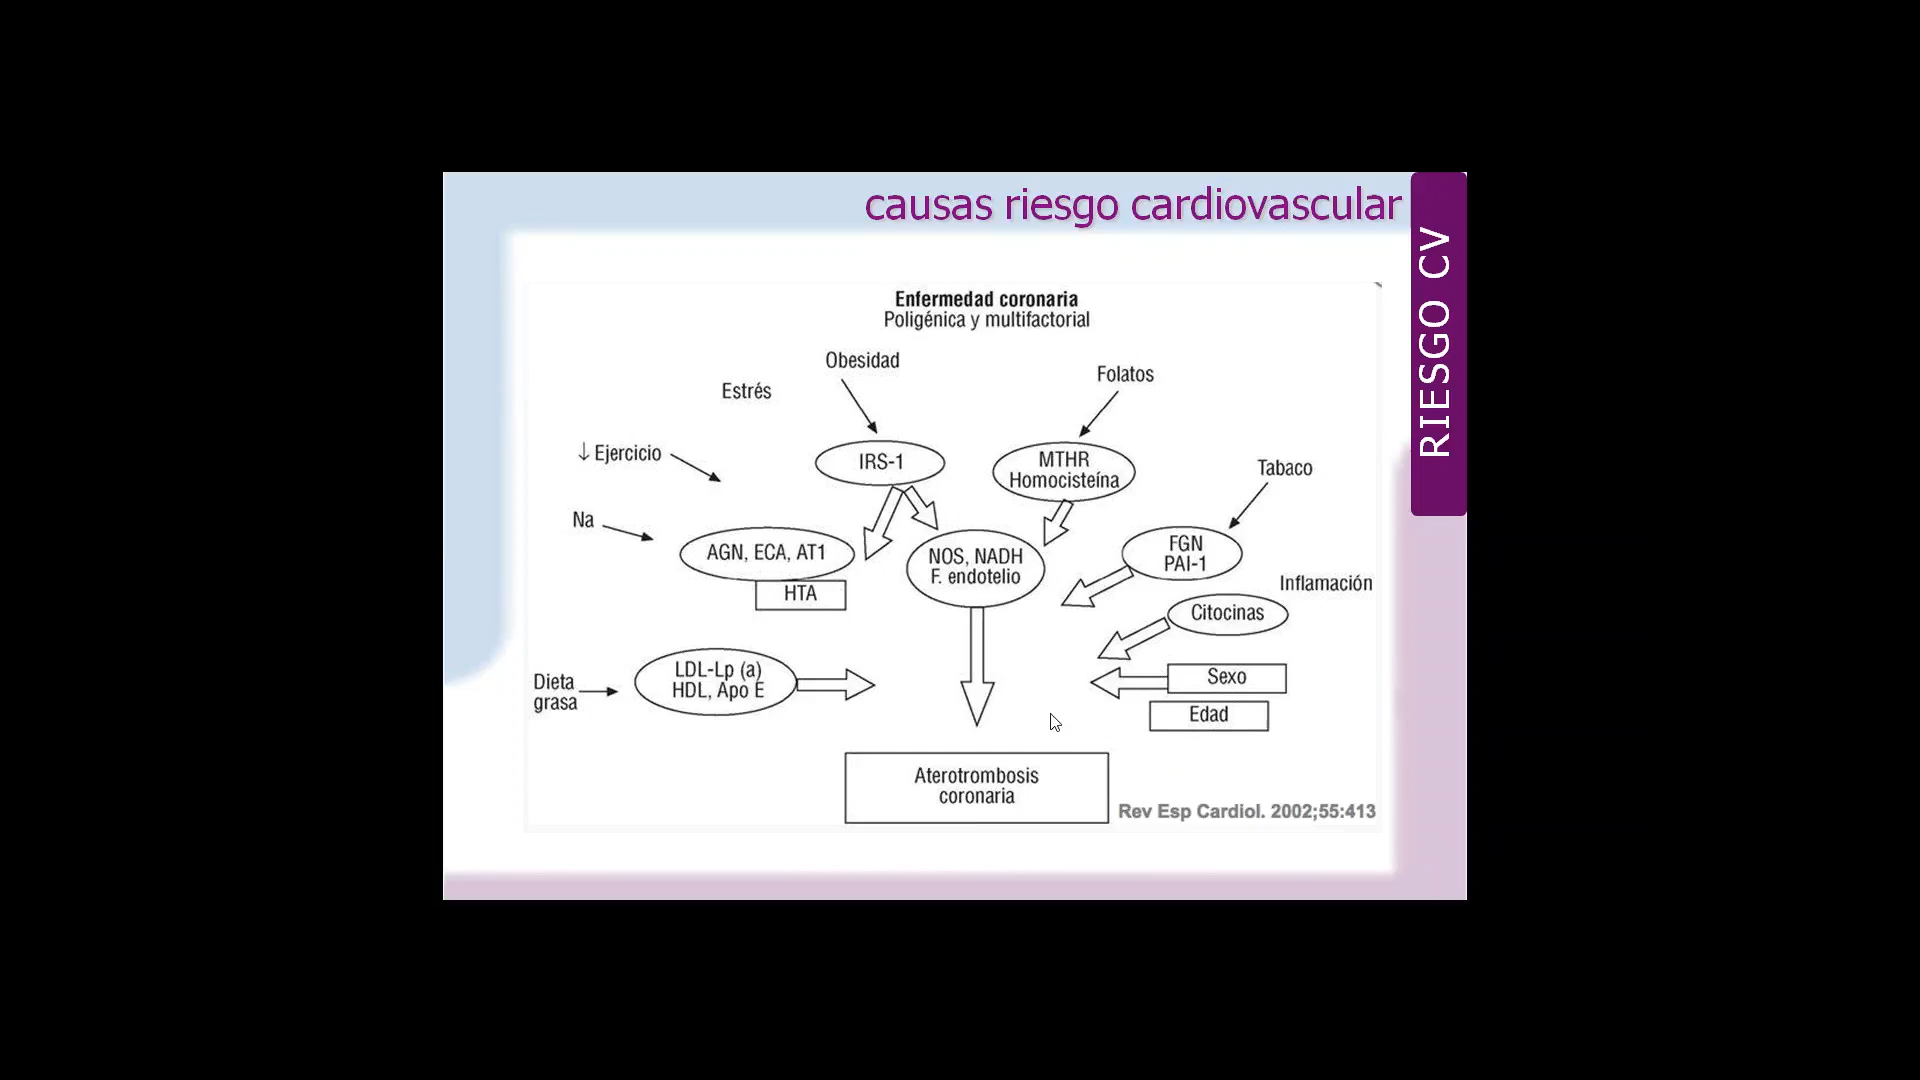 causas riesgo cardiovascular
RIESGO CV
Enfermedad coronaria
Poligénica y multifactorial
Obesidad
Folatos
Estrés
↓ Ejercicio
IRS-1
MTHR
Homocisteína
Tabaco
Na
AGN, ECA, AT1
HTA
NOS, NADH
F. endotelio
FGN
PAI-1
Inflamación
Citocinas
Dieta
grasa
LDL-Lp (a)
HDL, Apo E
Sexo
Edad
Aterotrombosis
coronaria
Rev Esp Cardiol. 2002;55:413